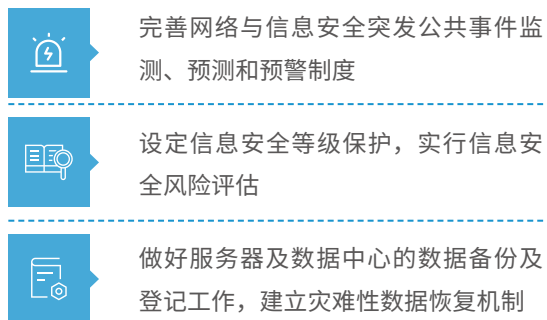 完善网络与信息安全突发公共事件监
测、预测和预警制度
设定信息安全等级保护，实行信息安
全风险评估
做好服务器及数据中心的数据备份及
登记工作，建立灾难性数据恢复机制